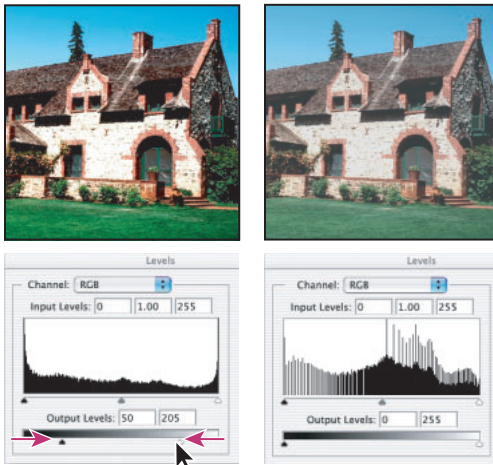 Levels
Channel: RGB
Input Levels: 0 1.00 255
Output Levels: 50 205
Levels
Channel: RGB
Input Levels: 0 1.00 255
Output Levels: 0 255